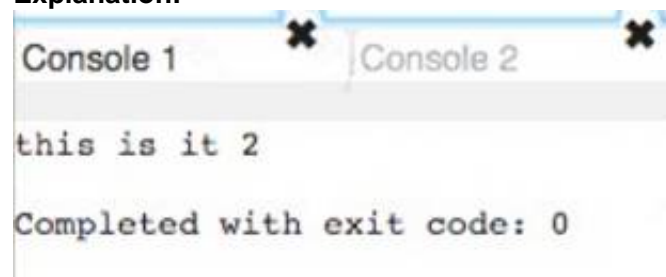 Explanation:
Console 1 Console 2
this is it 2
Completed with exit code: 0